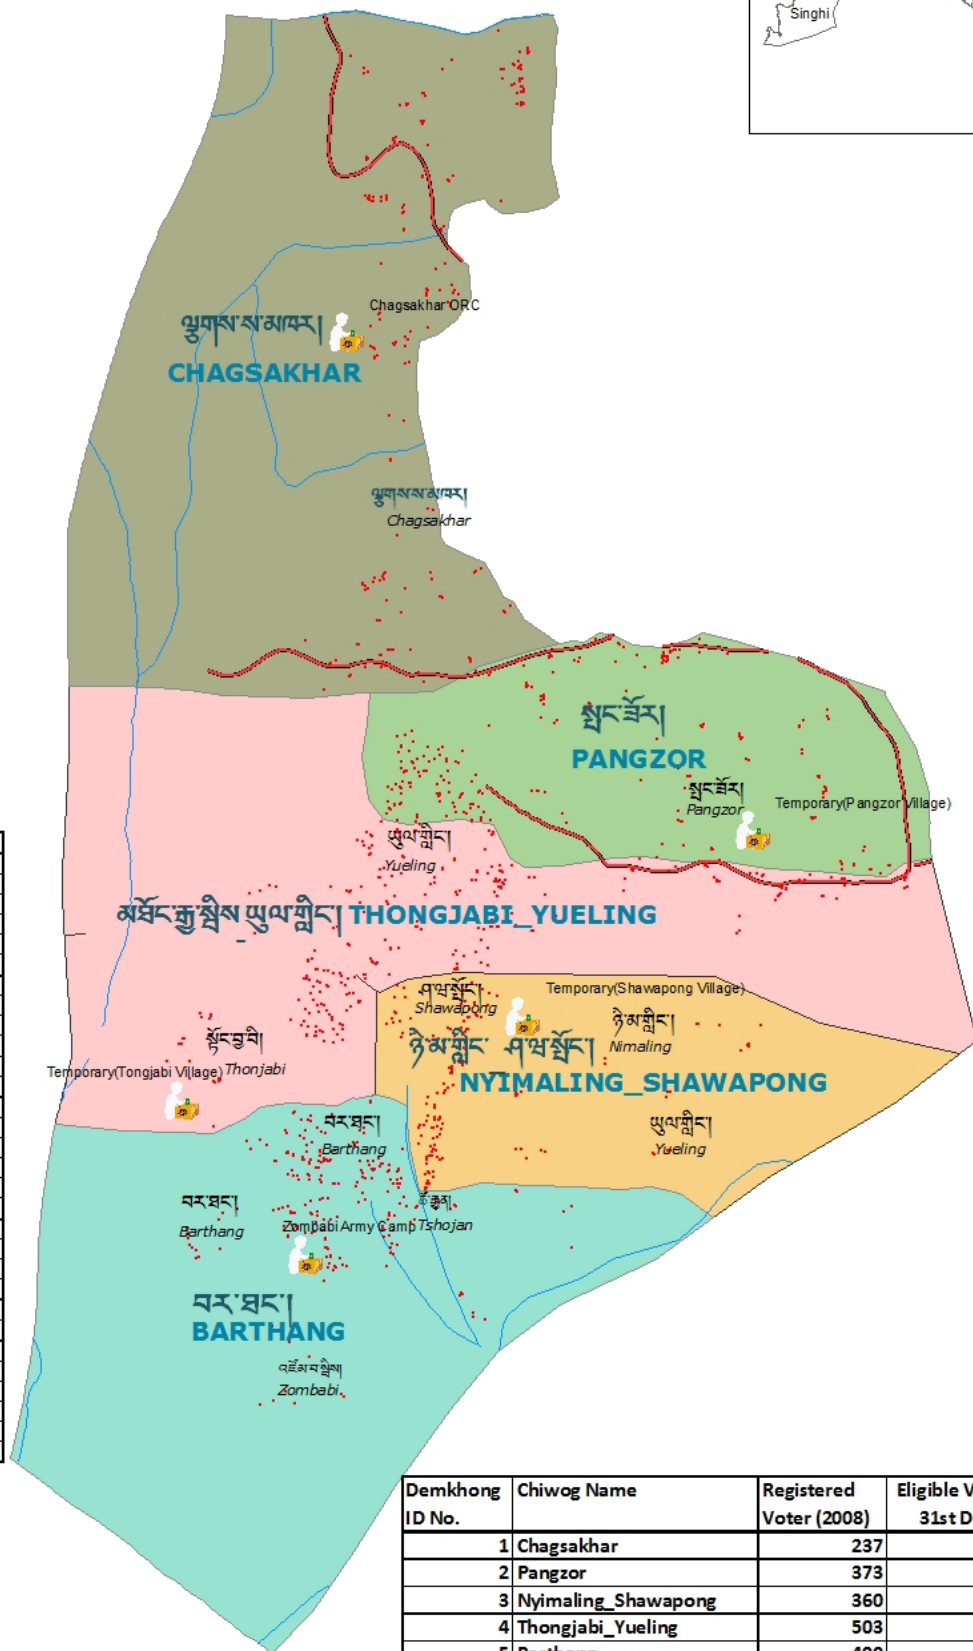 Singhi
Chagsakhar ORC
ལྕགས་ས་མཁར།
CHAGSAKHAR
ལྕགས་ས་མཁར།
Chagsakhar
སྤང་ཟོར།
PANGZOR
སྤང་ཟོར།
Pangzor
Temporary(Pangzor Village)
ཡུལ་གླིང་།
Yueling
མཐོང་རྒྱ་སྦིས་_ཡུལ་གླིང་། THONGJABI_YUELING
ཤ་ཝ་སྤོང་།
Shawapong
Temporary(Shawapong Village)
ཉི་མ་གླིང་།
Nimaling
ཉི་མ་གླིང་_ཤ་ཝ་སྤོང་།
NYIMALING_SHAWAPONG
སྟོང་བྱ་བི།
Thonjabi
Temporary(Tongjabi Village)
བར་ཐང་།
Barthang
ཡུལ་གླིང་།
Yueling
བར་ཐང་།
Barthang
Zombabi Army Camp
Tshojan
བར་ཐང་།
BARTHANG
Zombabi
Demkhong ID No. Chiwog Name Registered Voter (2008)
1 Chagsakhar 237
2 Pangzor 373
3 Nyimaling_Shawapong 360
4 Thongjabi_Yueling 503